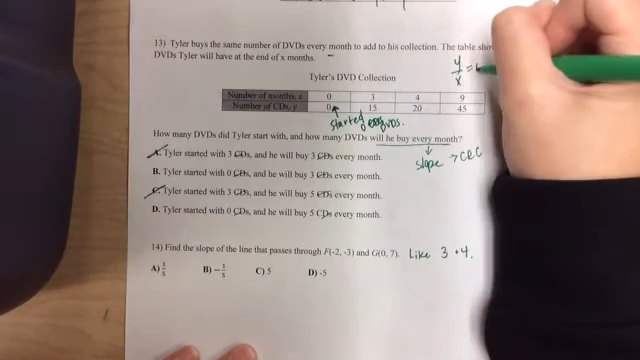 13) Tyler buys the same number of DVDs every month to add to his collection. The table sho
DVDs Tyler will have at the end of x months.
y/x =
Tyler's DVD Collection
Number of months, x 0 3 4 9
Number of CDs, y 0 15 20 45
started
DVDs.
How many DVDs did Tyler start with, and how many DVDs will he buy every month?
slope → CRC
A. Tyler started with 3 CDs, and he will buy 3 CDs every month.
B. Tyler started with 0 CDs, and he will buy 3 CDs every month.
C. Tyler started with 3 CDs, and he will buy 5 CDs every month.
D. Tyler started with 0 CDs, and he will buy 5 CDs every month.
14) Find the slope of the line that passes through F(-2, -3) and G(0, 7). Like 3 + 4.
A) 1/5 B) - 1/5 C) 5 D) -5